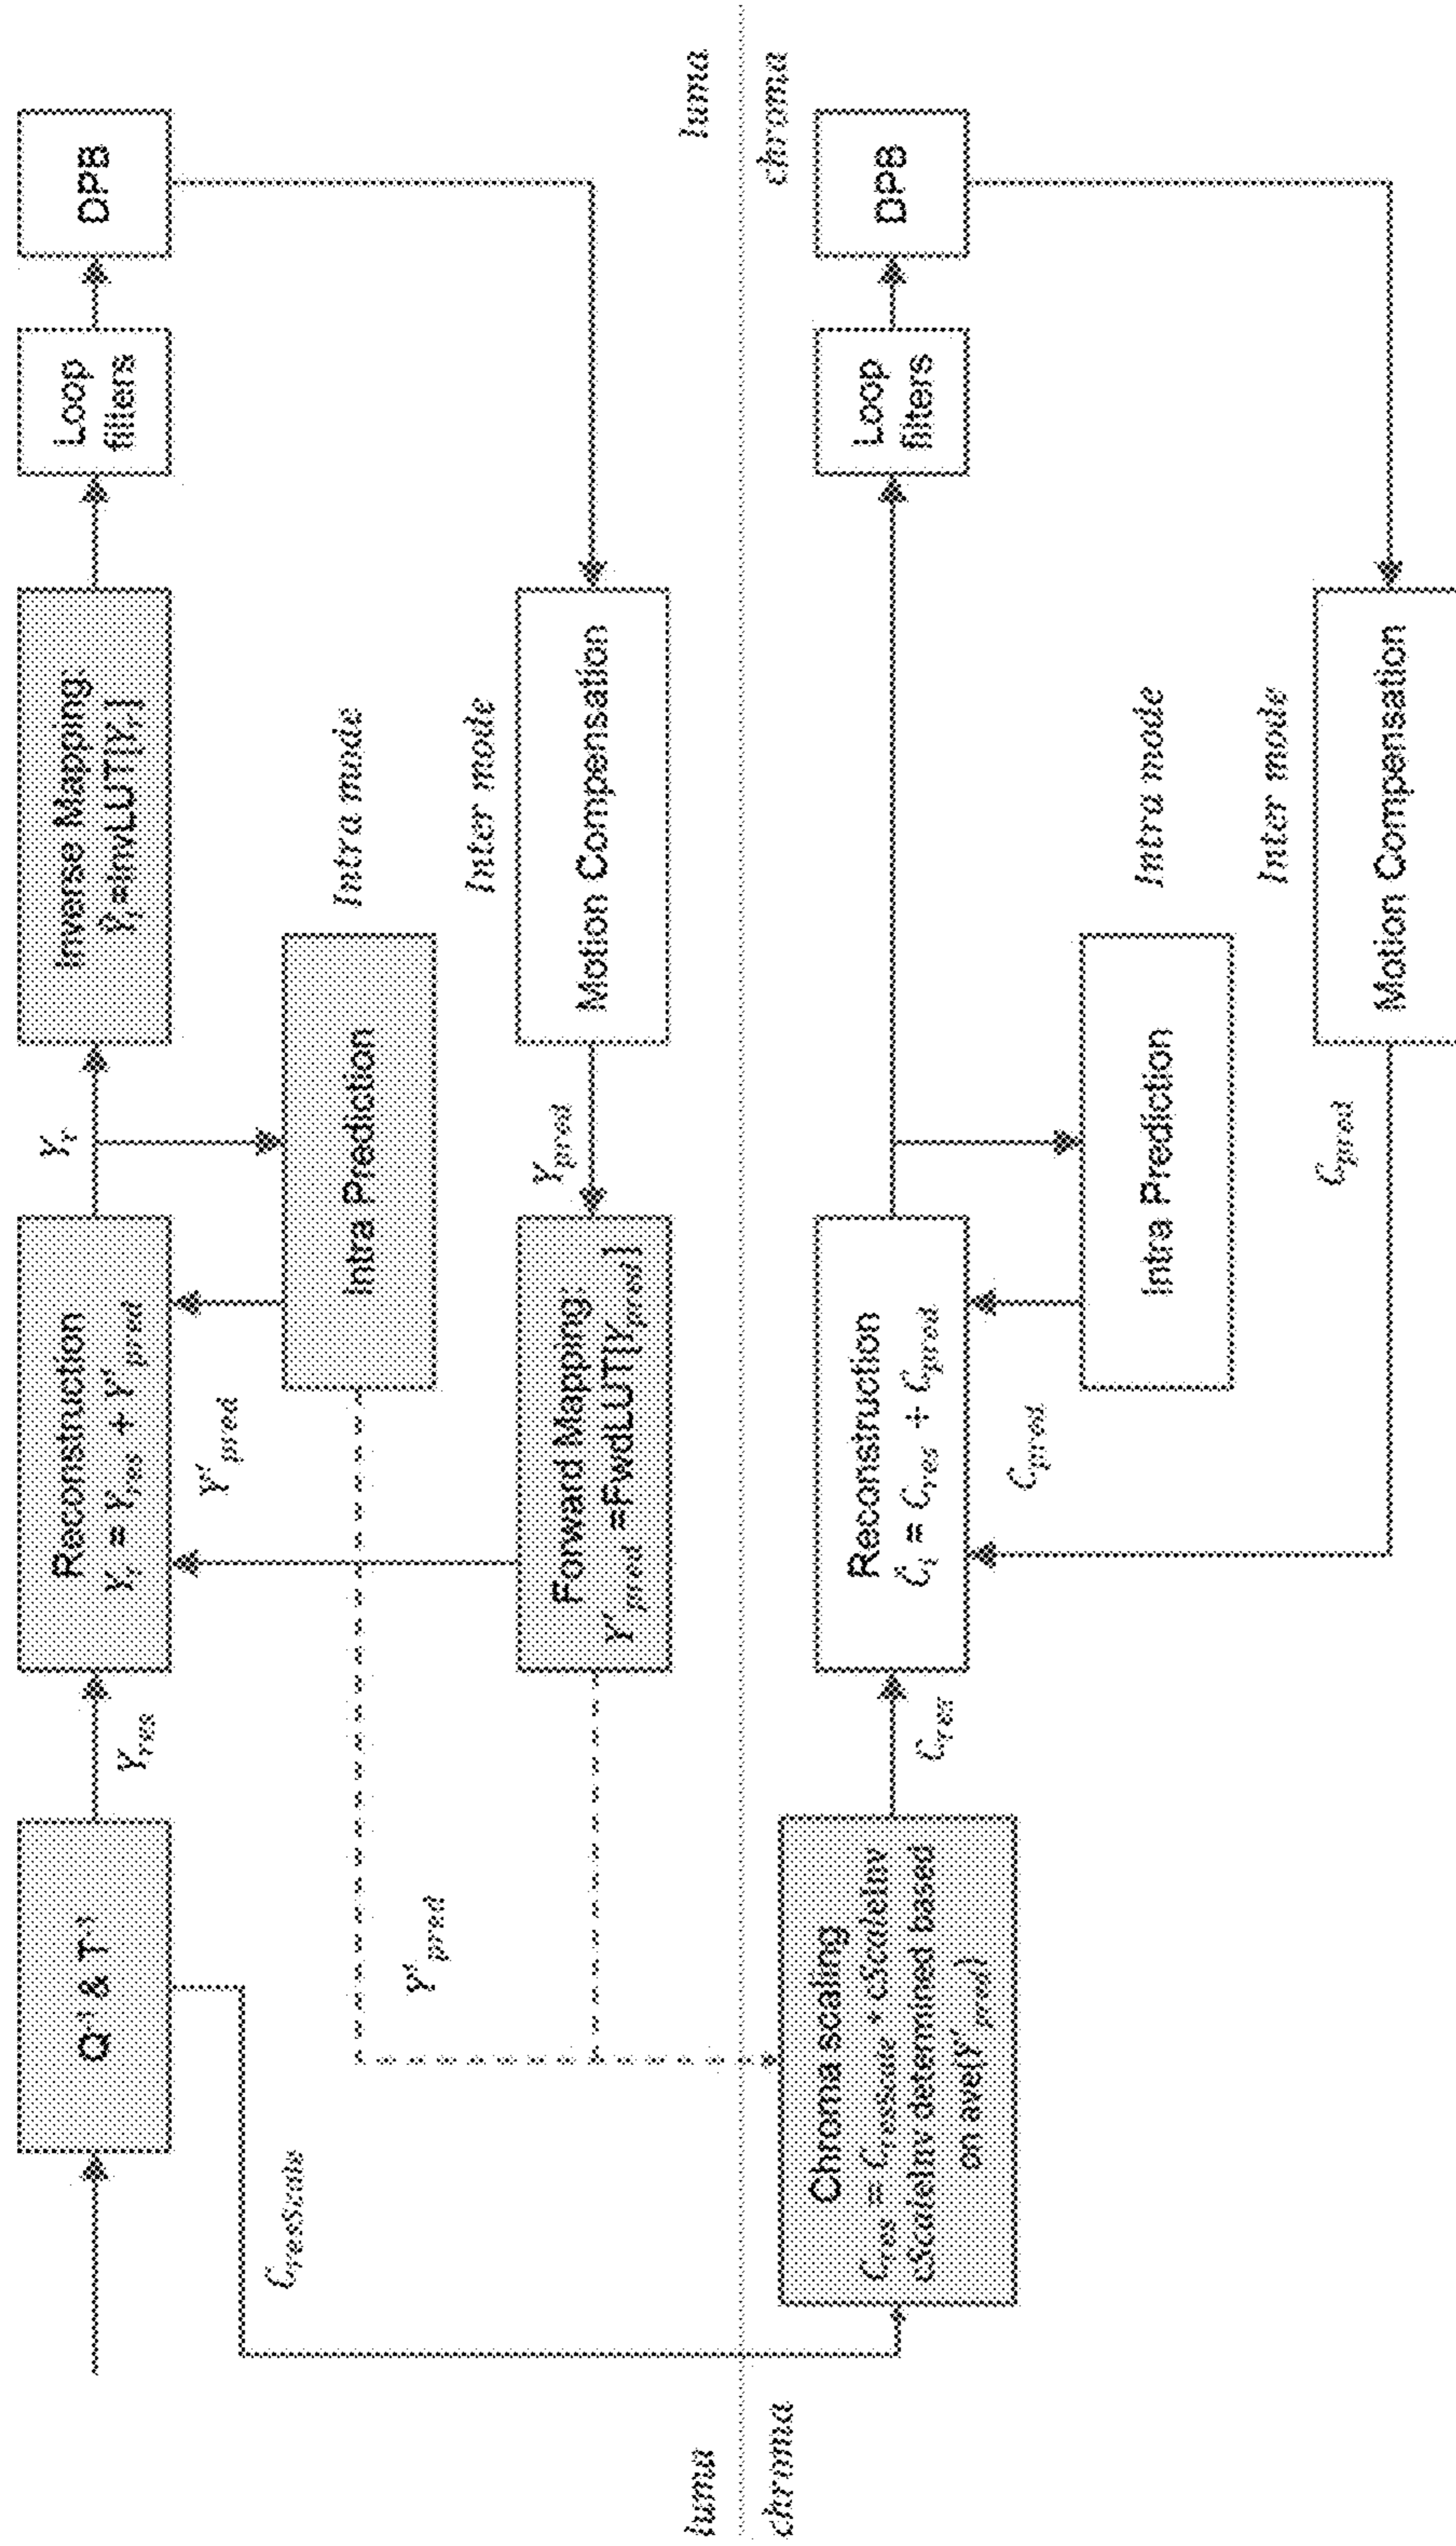 Q⁻¹ & T⁻¹
Y_res
Reconstruction
Y_r = Y_res + Y'_pred
Y_r
Inverse Mapping:
Ŷ_i =InvLUT[Y_r]
Loop
filters
DPB
Y'_pred
Intra Prediction
Intra mode
Y'_pred
C_resScale
Forward Mapping:
Y'_pred =FwdLUT[Y_pred]
Y_pred
Motion Compensation
Inter mode
luma
luma
chroma
chroma
Chroma scaling
C_res = C_resScale * cScaleInv
cScaleInv determined based
on ave(Y'_pred)
C_res
Reconstruction
Ĉ_i = C_res + C_pred
Loop
filters
DPB
C_pred
Intra Prediction
Intra mode
C_pred
Motion Compensation
Inter mode